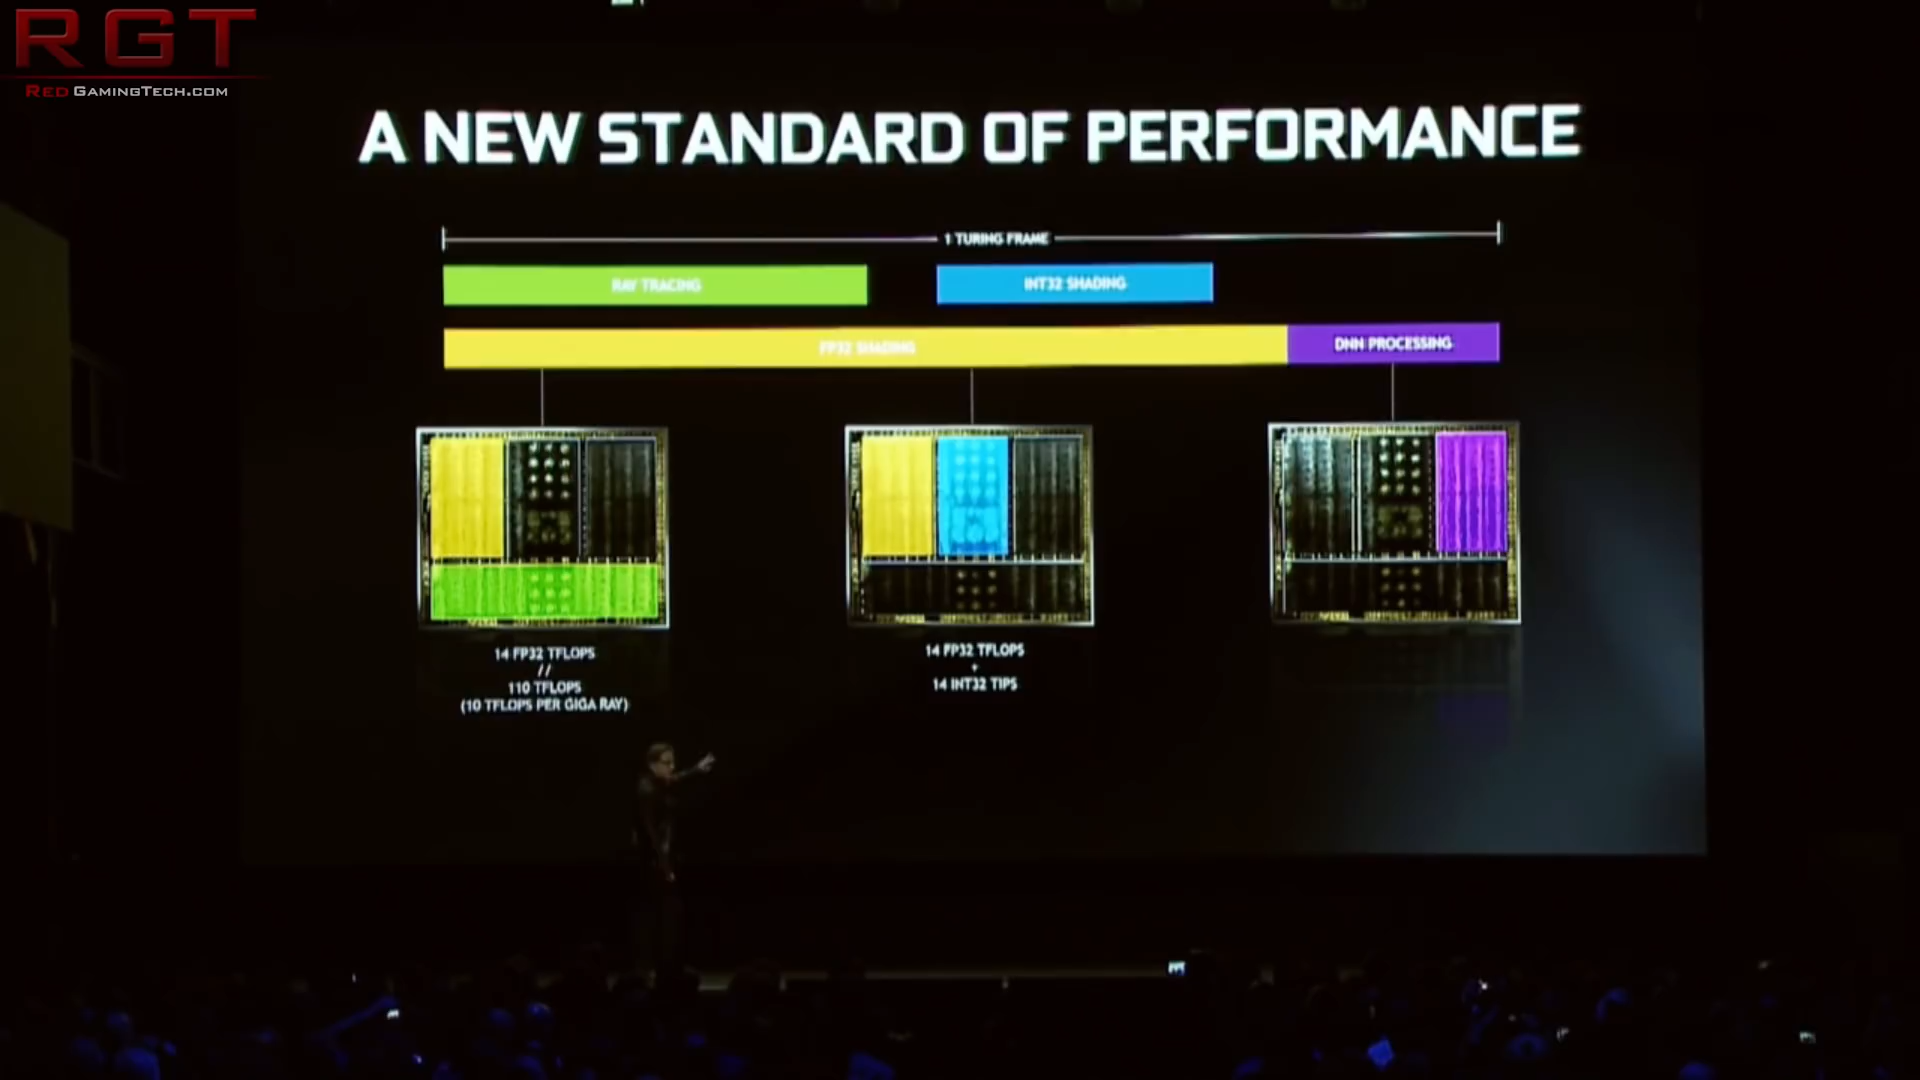 RGT
RED GAMINGTECH.COM
A NEW STANDARD OF PERFORMANCE
1 TURING FRAME
RAY TRACING
INT32 SHADING
FP32 SHADING
DNN PROCESSING
14 FP32 TFLOPS
//
110 TFLOPS
(10 TFLOPS PER GIGA RAY)
14 FP32 TFLOPS
+
14 INT32 TIPS